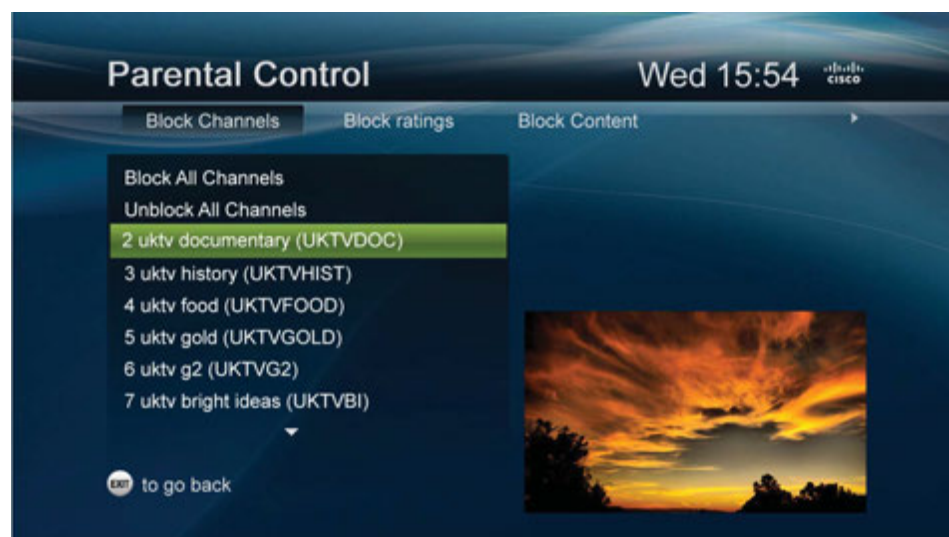 Parental Control
Wed 15:54
cisco
Block Channels
Block ratings
Block Content
Block All Channels
Unblock All Channels
2 uktv documentary (UKTVDOC)
3 uktv history (UKTVHIST)
4 uktv food (UKTVFOOD)
5 uktv gold (UKTVGOLD)
6 uktv g2 (UKTVG2)
7 uktv bright ideas (UKTVBI)
EXIT to go back